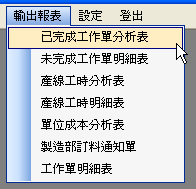 輸出報表 設定 登出
已完成工作單分析表
未完成工作單明細表
產線工時分析表
產線工時明細表
單位成本分析表
製造部訂料通知單
工作單明細表